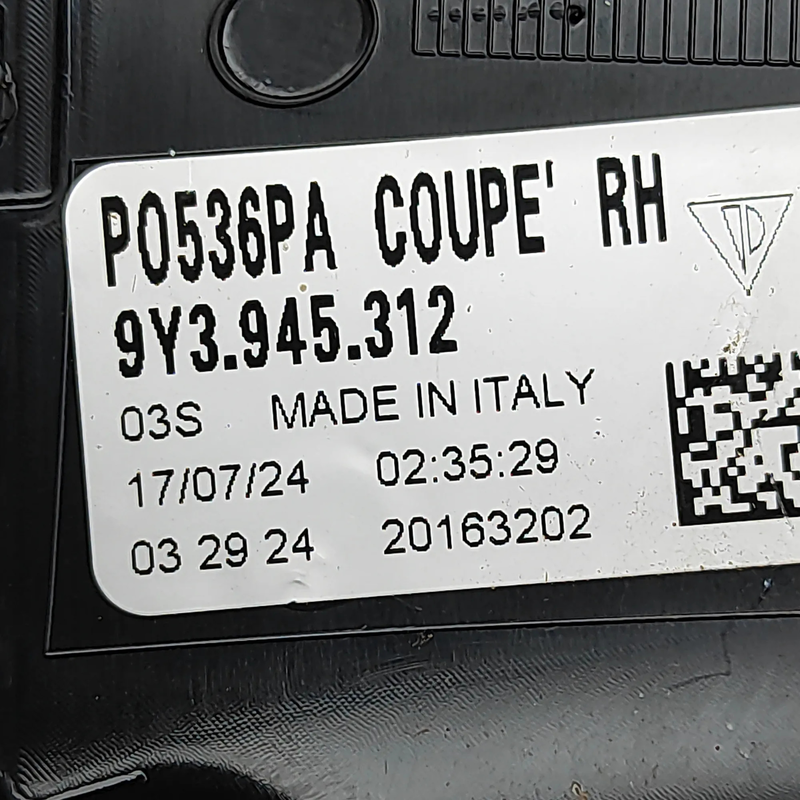 PO536PA COUPE' RH
9Y3.945.312
03S MADE IN ITALY
17/07/24 02:35:29
03 29 24 20163202